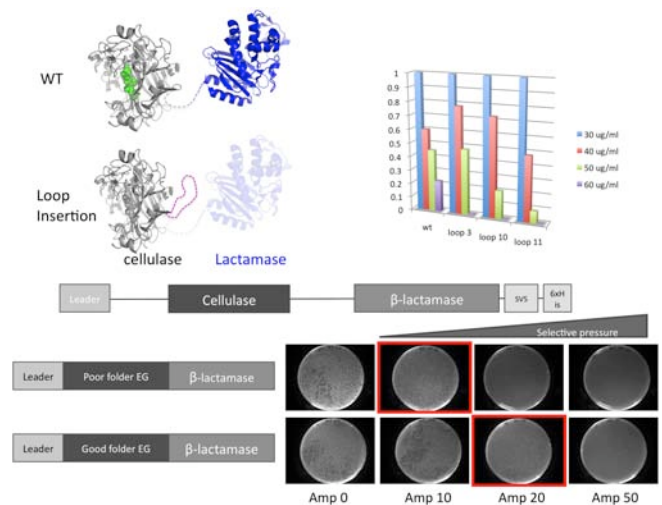 WT
Loop
Insertion
cellulase
Lactamase
1
0.9
0.8
0.7
0.6
0.5
0.4
0.3
0.2
0.1
0
wt
loop 3
loop 10
loop 11
30 ug/ml
40 ug/ml
50 ug/ml
60 ug/ml
Leader
Cellulase
β-lactamase
SVS
6xH
is
Selective pressure
Leader
Poor folder EG
β-lactamase
Leader
Good folder EG
β-lactamase
Amp 0
Amp 10
Amp 20
Amp 50